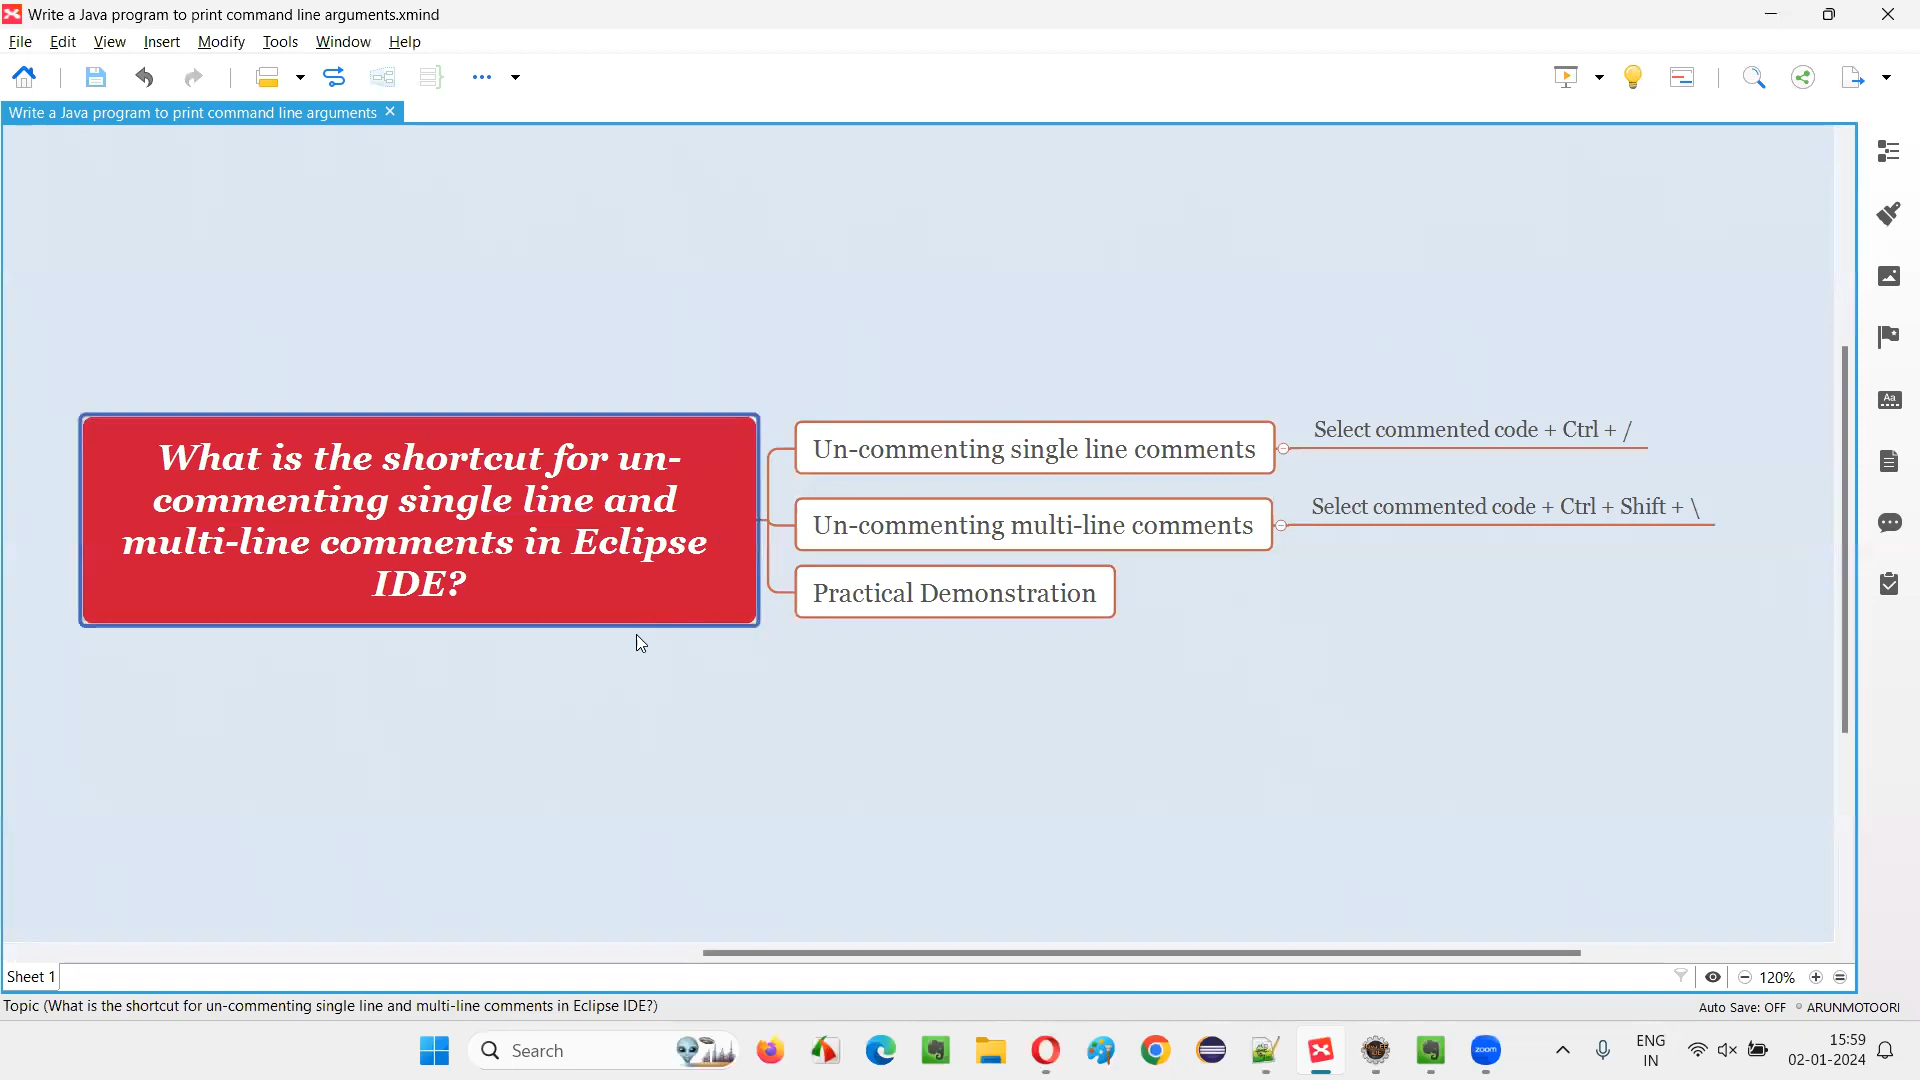 Write a Java program to print command line arguments.xmind
File Edit View Insert Modify Tools Window Help
Write a Java program to print command line arguments
What is the shortcut for un-
commenting single line and
multi-line comments in Eclipse
IDE?
Un-commenting single line comments
Select commented code + Ctrl + /
Un-commenting multi-line comments
Select commented code + Ctrl + Shift + \
Practical Demonstration
Aa
Sheet 1
120%
Topic (What is the shortcut for un-commenting single line and multi-line comments in Eclipse IDE?)
Auto Save: OFF
ARUNMOTOORI
Search
zoom
ENG
IN
15:59
02-01-2024